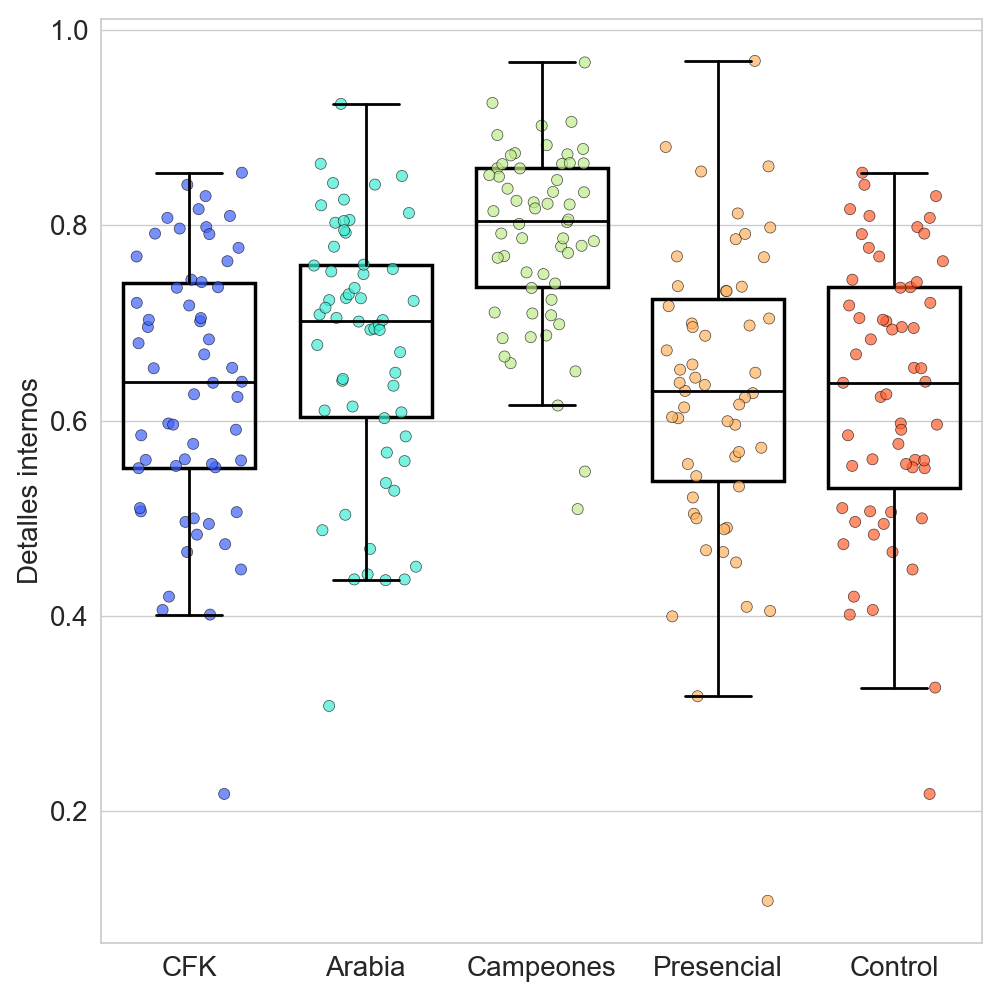 Detalles internos
1.0
0.8
0.6
0.4
0.2
CFK
Arabia
Campeones
Presencial
Control